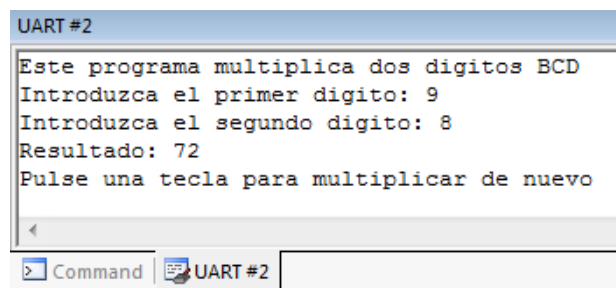 UART #2
Este programa multiplica dos digitos BCD
Introduzca el primer digito: 9
Introduzca el segundo digito: 8
Resultado: 72
Pulse una tecla para multiplicar de nuevo
Command UART #2